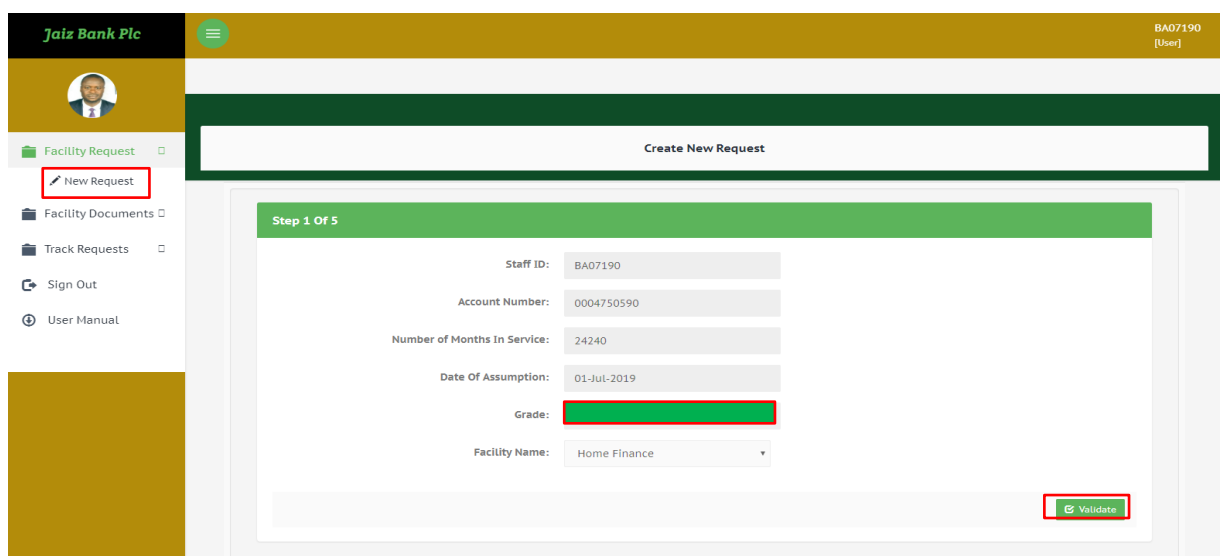 Jaiz Bank Plc
BA07190
[User]
Facility Request
New Request
Facility Documents
Track Requests
Sign Out
User Manual
Create New Request
Step 1 Of 5
Staff ID: BA07190
Account Number: 0004750590
Number of Months In Service: 24240
Date Of Assumption: 01-Jul-2019
Grade:
Facility Name: Home Finance
Validate